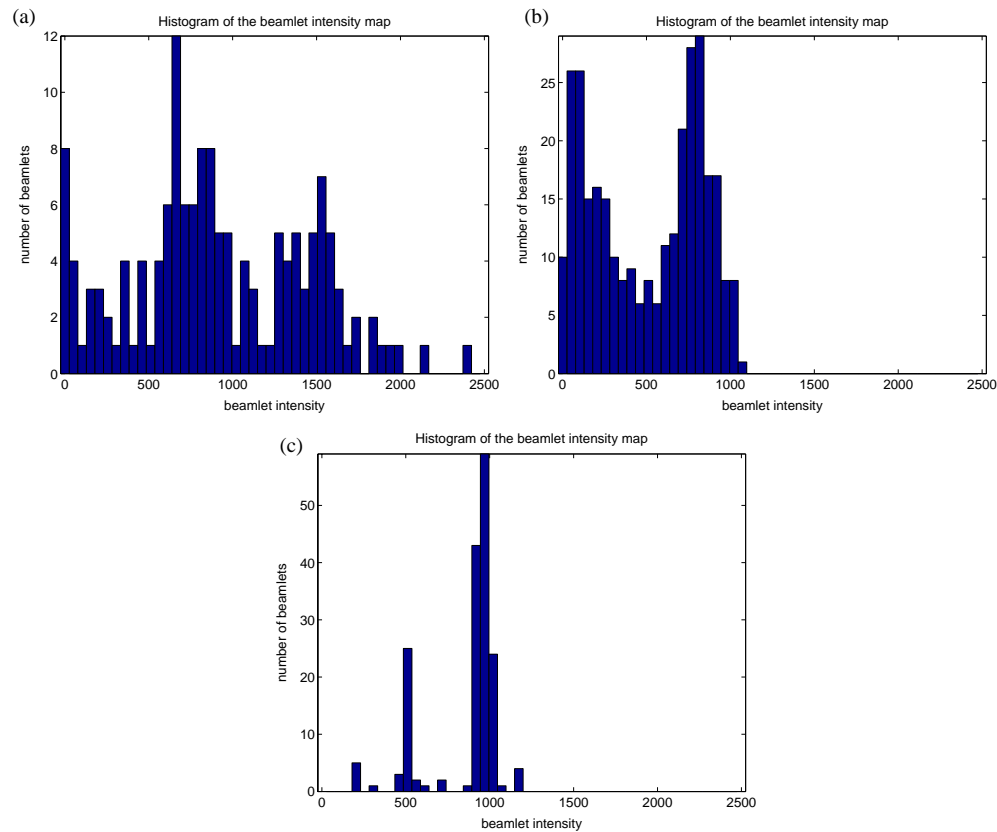 (a)
Histogram of the beamlet intensity map
12
10
8
6
4
2
0
number of beamlets
0 500 1000 1500 2000 2500
beamlet intensity
(b)
Histogram of the beamlet intensity map
25
20
15
10
5
0
number of beamlets
0 500 1000 1500 2000 2500
beamlet intensity
(c)
Histogram of the beamlet intensity map
50
40
30
20
10
0
number of beamlets
0 500 1000 1500 2000 2500
beamlet intensity